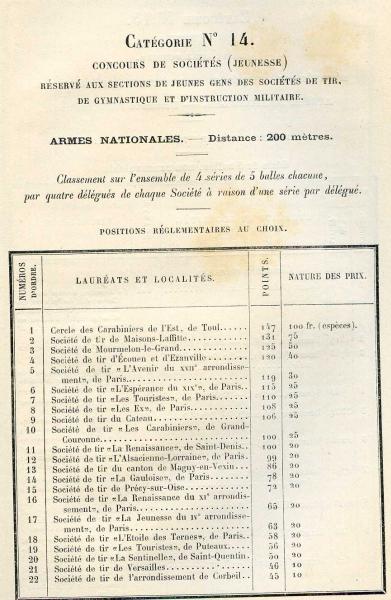 CATÉGORIE N° 14.
CONCOURS DE SOCIÉTÉS (JEUNESSE)
RÉSERVÉ AUX SECTIONS DE JEUNES GENS DES SOCIÉTÉS DE TIR,
DE GYMNASTIQUE ET D'INSTRUCTION MILITAIRE.
ARMES NATIONALES. — Distance : 200 mètres.
Classement sur l'ensemble de 4 séries de 5 balles chacune,
par quatre délégués de chaque Société à raison d'une série par délégué.
POSITIONS RÉGLEMENTAIRES AU CHOIX.
NUMÉROS D'ORDRE. LAURÉATS ET LOCALITÉS. POINTS. NATURE DES PRIX.
1 Cercle des Carabiniers de l'Est, de Toul...... 147 100 fr. (espèces).
2 Société de tir de Maisons-Laffitte............ 131 75
3 Société de Mourmelon-le-Grand............ 125 50
4 Société de tir d'Écouen et d'Ezanville........ 120 40
5 Société de tir «L'Avenir du XVIIe arrondisse-
ment», de Paris.................... 119 30
6 Société de tir «L'Espérance du XIXe», de Paris.. 115 25
7 Société de tir «Les Touristes», de Paris...... 110 25
8 Société de tir «Les Ex», de Paris.......... 108 25
9 Société de tir du Cateau................ 106 25
10 Société de tir «Les Carabiniers», de Grand-
Couronne........................ 100 25
11 Société de tir «La Renaissance», de Saint-Denis.. 100 20
12 Société de tir «L'Alsacienne-Lorraine», de Paris. 99 20
13 Société de tir du canton de Magny-en-Vexin... 86 20
14 Société de tir «La Gauloise», de Paris....... 78 20
15 Société de tir de Précy-sur-Oise.......... 72 20
16 Société de tir «La Renaissance du XIe arrondis-
sement», de Paris.................. 65 20
17 Société de tir «La Jeunesse du IVe arrondisse-
ment», de Paris.................... 63 20
18 Société de tir «L'Etoile des Ternes», de Paris.. 58 20
19 Société de tir «Les Touristes», de Puteaux.... 56 20
20 Société de tir «La Sentinelle», de Saint-Quentin. 50 20
21 Société de tir de Versailles.............. 46 10
22 Société de tir de l'arrondissement de Corbeil... 45 10